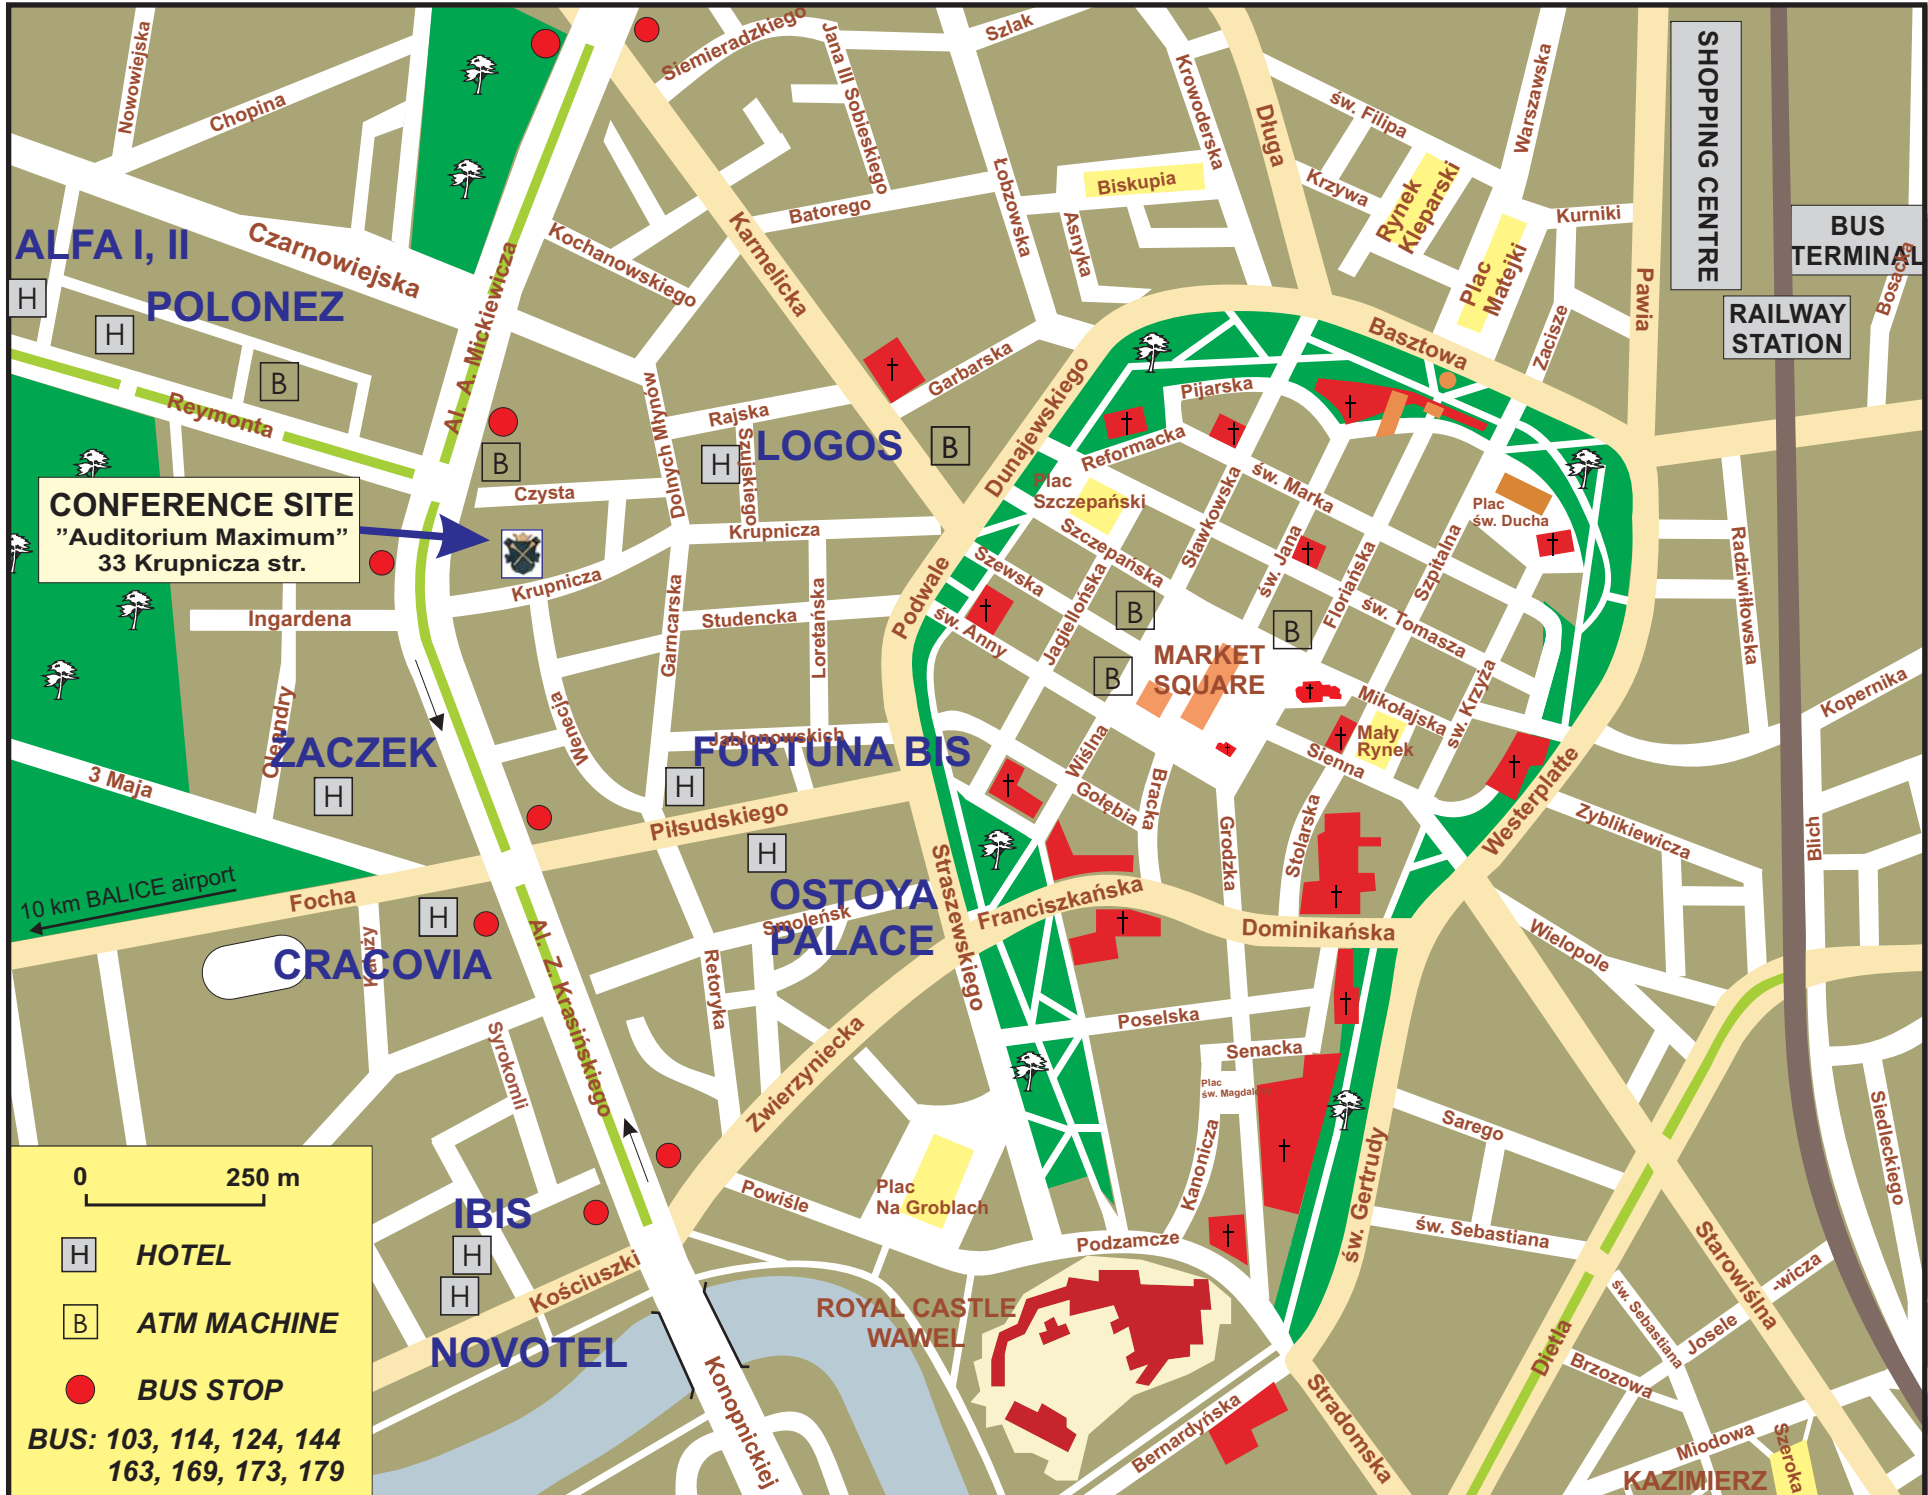 Nowowiejska
Chopina
Siemieradzkiego
Jana III Sobieskiego
Szlak
Krowoderska
Długa
św. Filipa
Warszawska
SHOPPING CENTRE
Łobzowska
Biskupia
Krzywa
Rynek
Kleparski
Kurniki
BUS
TERMINAL
Bosacka
ALFA I, II
Czarnowiejska
Kochanowskiego
Karmelicka
Batorego
Asnyka
Plac
Matejki
Pawia
H
POLONEZ
H
Al. A. Mickiewicza
Zacisze
RAILWAY
STATION
Basztowa
B
Reymonta
Garbarska
Dunajewskiego
Pijarska
Dolnych Młynów
Rajska
Szujskiego
H
LOGOS
B
Reformacka
B
Czysta
Plac
Szczepański
Sławkowska
św. Marka
Plac
św. Ducha
CONFERENCE SITE
”Auditorium Maximum”
33 Krupnicza str.
Krupnicza
Szczepańska
św. Jana
Floriańska
Szpitalna
Radziwiłłowska
Krupnicza
Szewska
Podwale
Jagiellońska
B
B
św. Tomasza
Ingardena
Garncarska
Studencka
Loretańska
św. Anny
B
MARKET
SQUARE
Mikołajska
św. Krzyża
Kopernika
Oleandry
Wenecja
ŻACZEK
Jabłonowskich
FORTUNA BIS
Wiślna
Mały
Rynek
Sienna
Westerplatte
3 Maja
H
H
Gołębia
Bracka
Grodzka
Stolarska
Zyblikiewicza
Blich
Piłsudskiego
H
Straszewskiego
10 km BALICE airport
Focha
OSTOYA
PALACE
Smoleńsk
Franciszkańska
Dominikańska
H
Kałuży
CRACOVIA
Al. Z. Krasińskiego
Retoryka
Wielopole
Syrokomli
Zwierzyniecka
Poselska
Senacka
Plac
Kanonicza
Sarego
Siedleckiego
św. Gertrudy
Powiśle
Plac
Na Groblach
Podzamcze
św. Sebastiana
Starowiślna
0 250 m
H HOTEL
B ATM MACHINE
BUS STOP
BUS: 103, 114, 124, 144
163, 169, 173, 179
IBIS
H
H
NOVOTEL
Kościuszki
Konopnickiej
ROYAL CASTLE
WAWEL
Bernardyńska
Stradomska
Dietla
św. Sebastiana
Josele
-wicza
Brzozowa
Miodowa
Szeroka
KAZIMIERZ